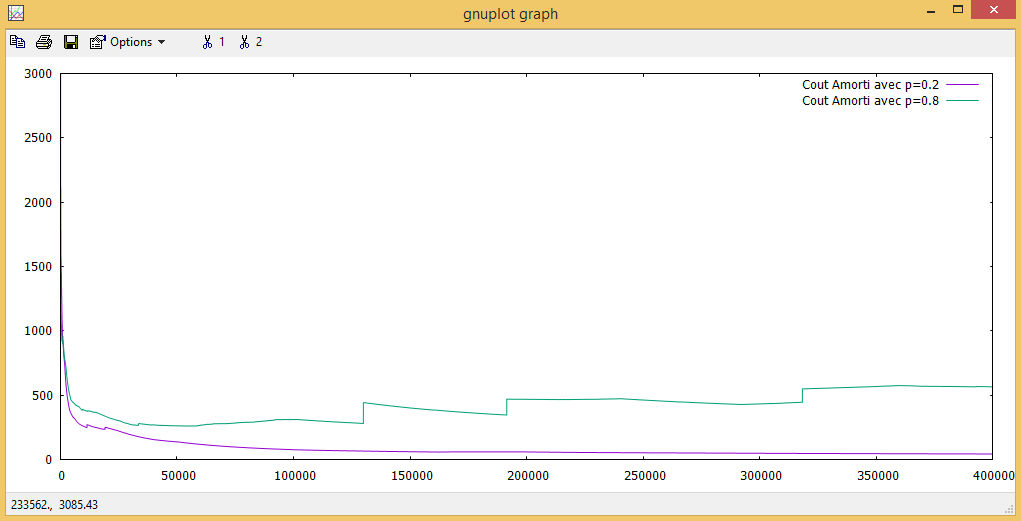 gnuplot graph
Options 1 2
3000
2500
2000
1500
1000
500
0
Cout Amorti avec p=0.2
Cout Amorti avec p=0.8
0 50000 100000 150000 200000 250000 300000 350000 400000
233562., 3085.43